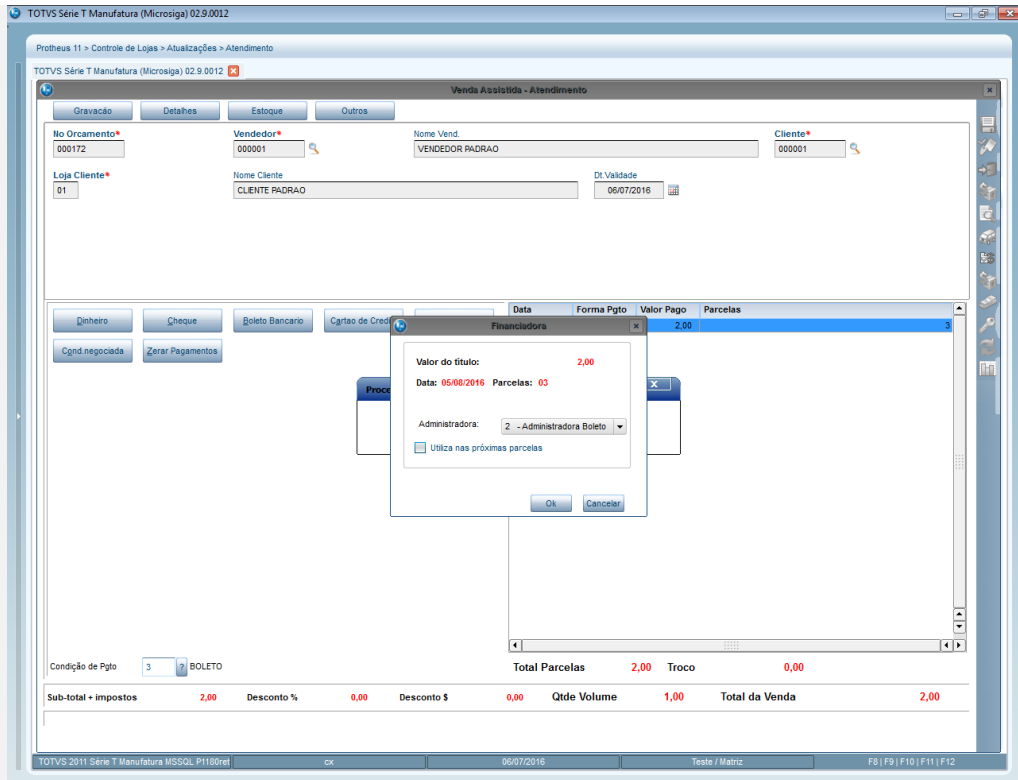 TOTVS Série T Manufatura (Microsiga) 02.9.0012
Protheus 11 > Controle de Lojas > Atualizações > Atendimento
TOTVS Série T Manufatura (Microsiga) 02.9.0012
Venda Assistida - Atendimento
Gravacão Detalhes Estoque Outros
No Orcamento* Vendedor* Nome Vend. Cliente*
000172 000001 VENDEDOR PADRAO 000001
Loja Cliente* Nome Cliente Dt.Validade
01 CLIENTE PADRAO 06/07/2016
Data Forma Pgto Valor Pago Parcelas
2,00 3
Dinheiro Cheque Boleto Bancario Cartao de Credi
Cond.negociada Zerar Pagamentos
Proce X
Financiadora
Valor do título: 2,00
Data: 05/08/2016 Parcelas: 03
Administradora: 2 - Administradora Boleto
Utiliza nas próximas parcelas
Ok Cancelar
Condição de Pgto 3 ? BOLETO
Total Parcelas 2,00 Troco 0,00
Sub-total + impostos 2,00 Desconto % 0,00 Desconto $ 0,00 Qtde Volume 1,00 Total da Venda 2,00
TOTVS 2011 Série T Manufatura MSSQL P1180ret cx 06/07/2016 Teste / Matriz F8 | F9 | F10 | F11 | F12